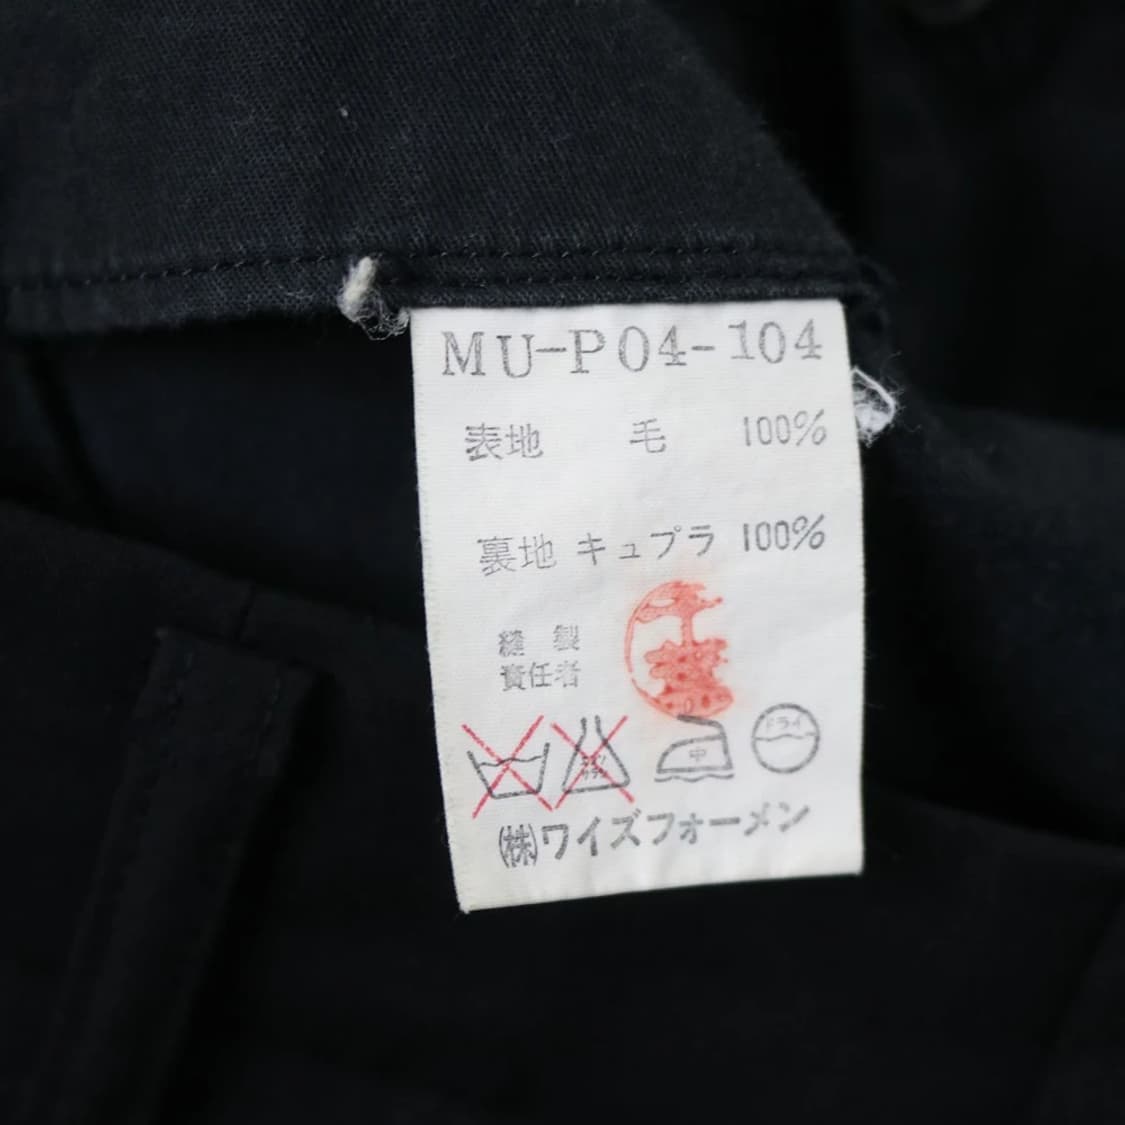 MU-P04-104
表地 毛 100%
裏地 キュプラ 100%
縫製
責任者
中 ドライ
㈱ワイズフォーメン